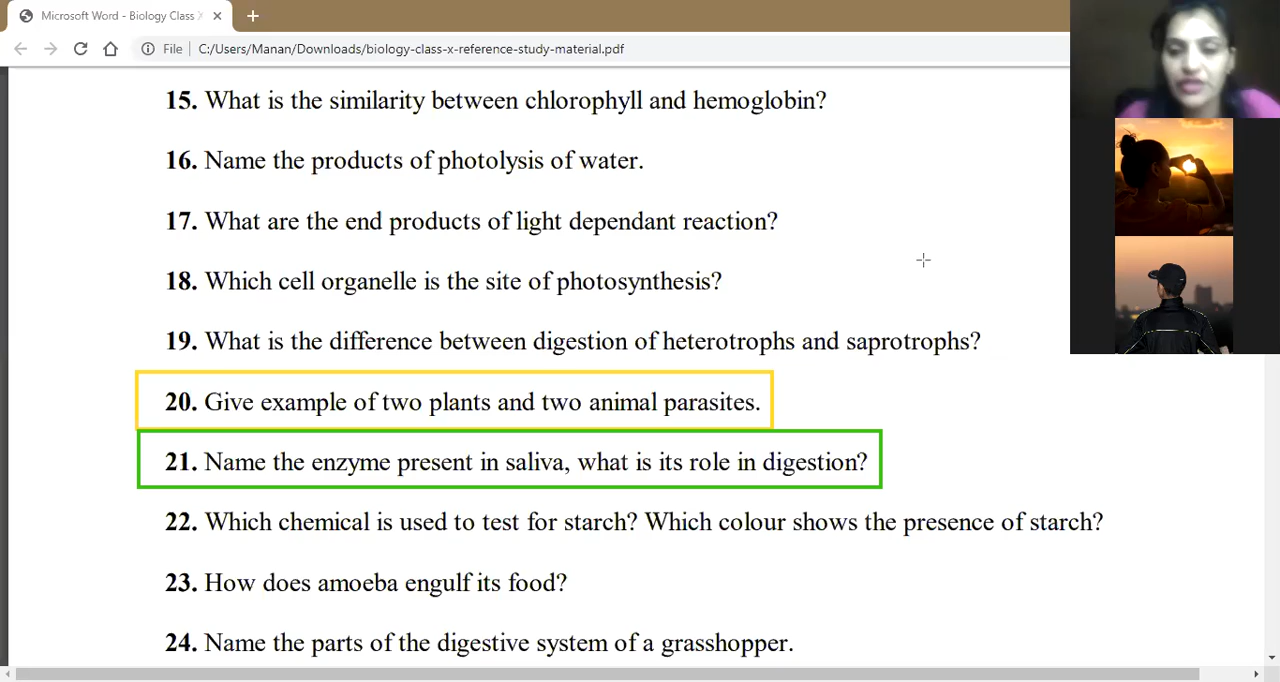 Microsoft Word - Biology Class X
File
C:/Users/Manan/Downloads/biology-class-x-reference-study-material.pdf
15. What is the similarity between chlorophyll and hemoglobin?
16. Name the products of photolysis of water.
17. What are the end products of light dependant reaction?
18. Which cell organelle is the site of photosynthesis?
19. What is the difference between digestion of heterotrophs and saprotrophs?
20. Give example of two plants and two animal parasites.
21. Name the enzyme present in saliva, what is its role in digestion?
22. Which chemical is used to test for starch? Which colour shows the presence of starch?
23. How does amoeba engulf its food?
24. Name the parts of the digestive system of a grasshopper.